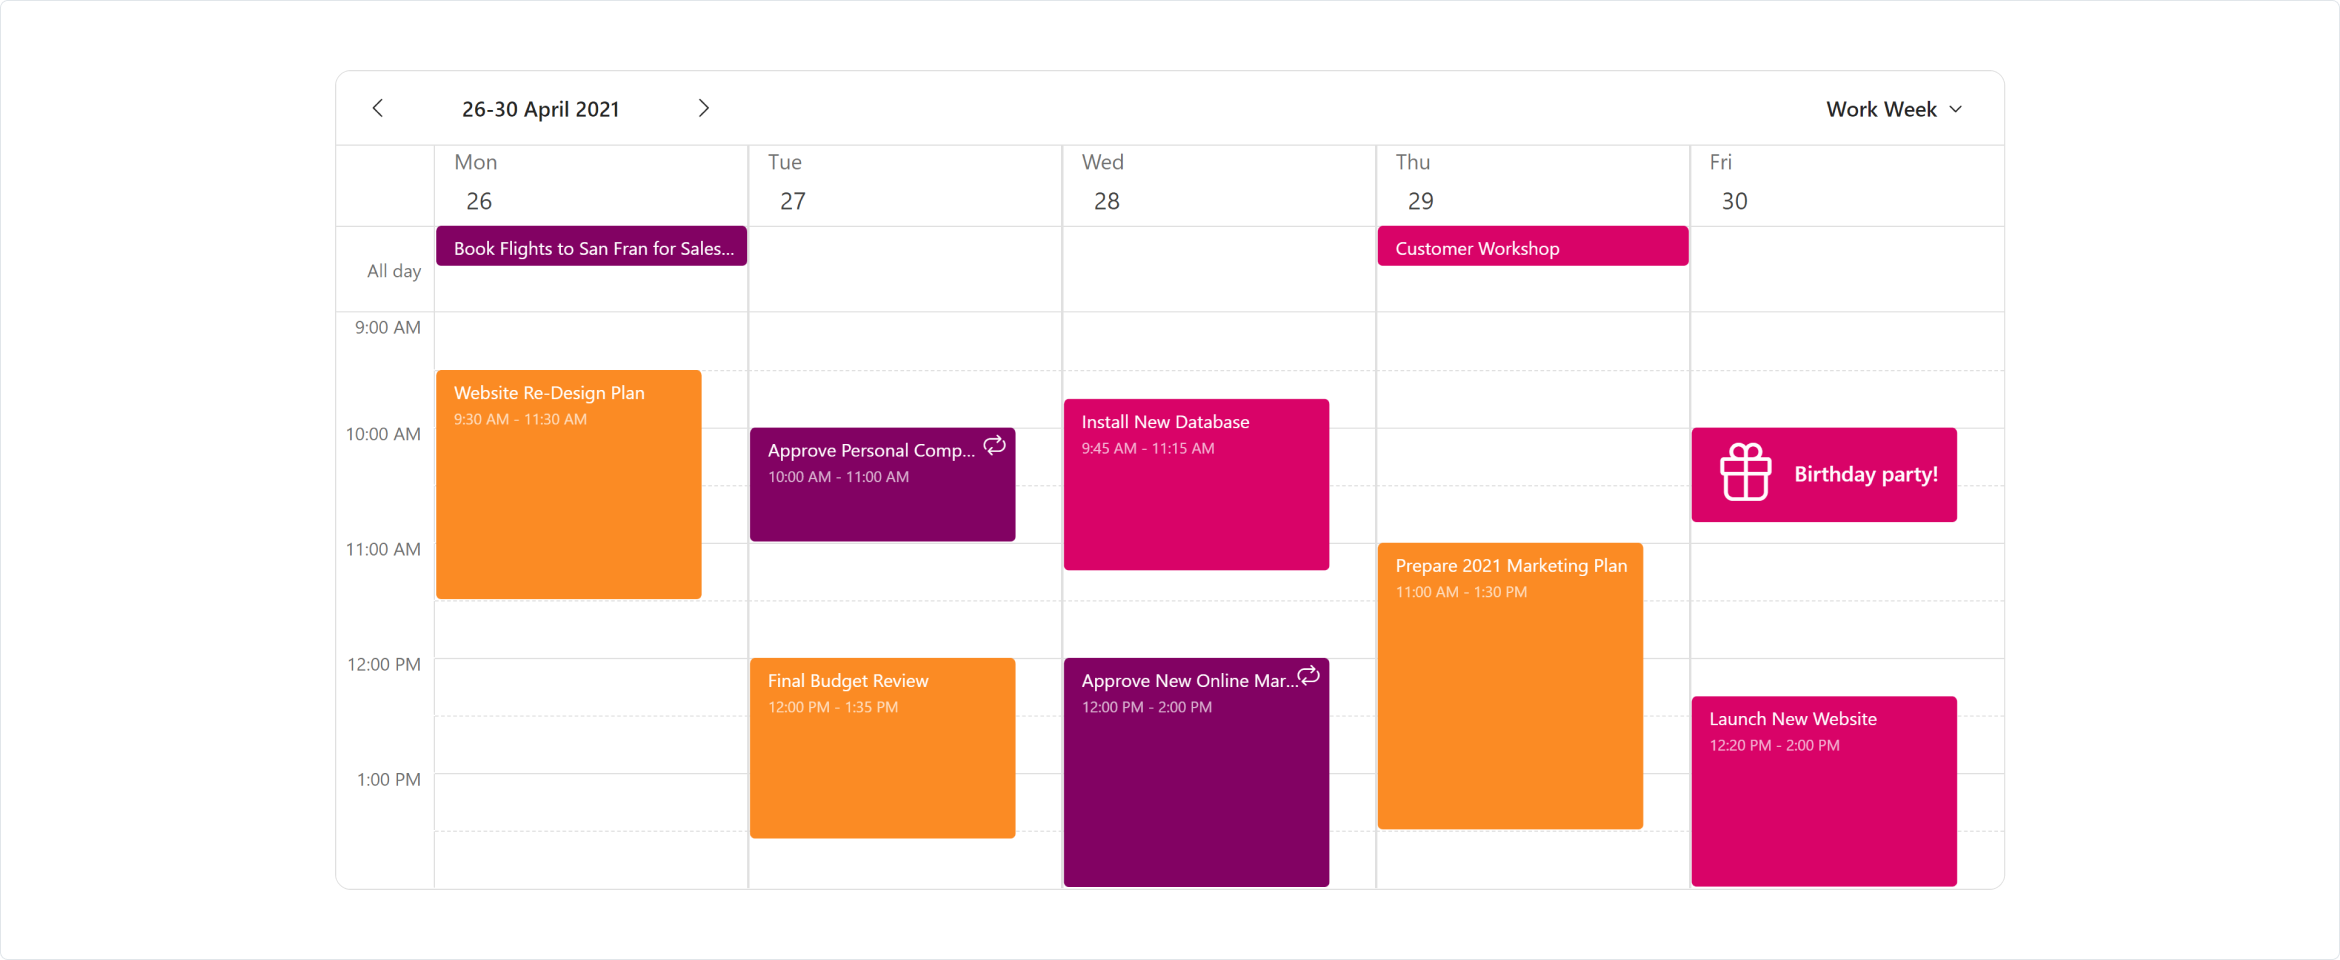 26-30 April 2021
Work Week
Mon
Tue
Wed
Thu
Fri
26
27
28
29
30
All day
Book Flights to San Fran for Sales...
Customer Workshop
9:00 AM
10:00 AM
11:00 AM
12:00 PM
1:00 PM
Website Re-Design Plan
9:30 AM - 11:30 AM
Approve Personal Comp...
10:00 AM - 11:00 AM
Final Budget Review
12:00 PM - 1:35 PM
Install New Database
9:45 AM - 11:15 AM
Approve New Online Mar...
12:00 PM - 2:00 PM
Prepare 2021 Marketing Plan
11:00 AM - 1:30 PM
Birthday party!
Launch New Website
12:20 PM - 2:00 PM